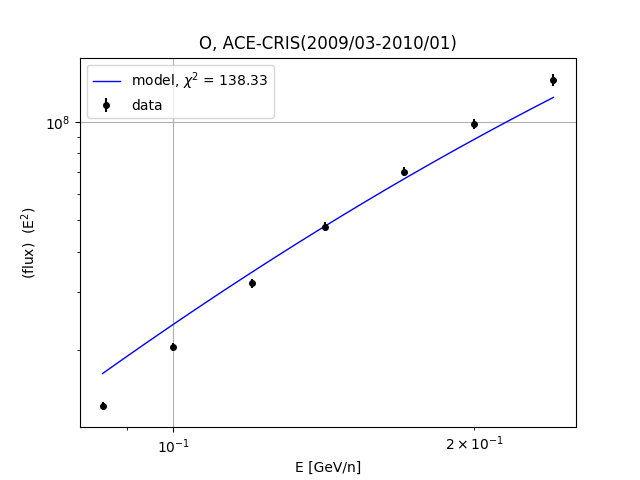 O, ACE-CRIS(2009/03-2010/01)
model, χ² = 138.33
data
10⁸
(flux) (E²)
10⁻¹
2 × 10⁻¹
E [GeV/n]